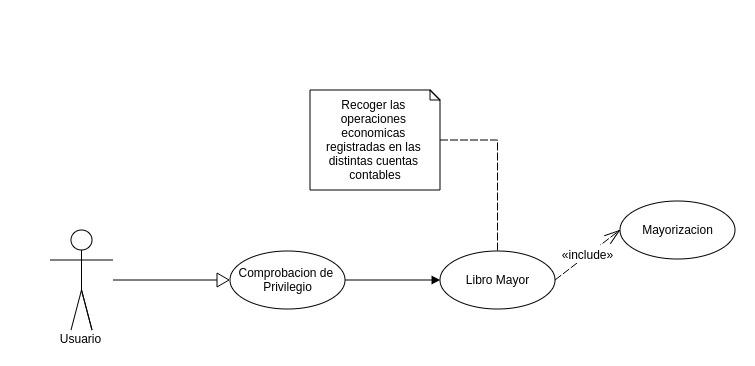 Recoger las
operaciones
economicas
registradas en las
distintas cuentas
contables
Mayorizacion
«include»
Comprobacion de
Privilegio
Libro Mayor
Usuario